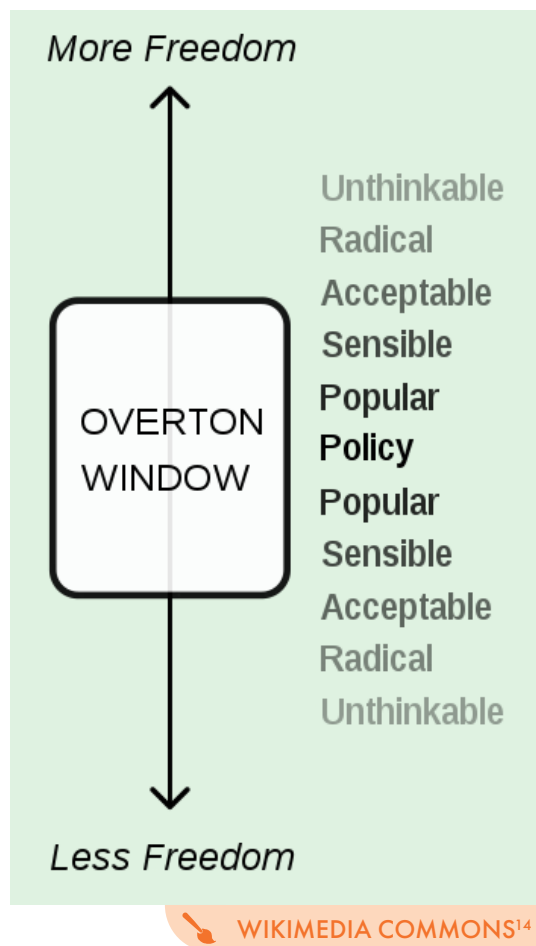 More Freedom
Unthinkable
Radical
Acceptable
Sensible
Popular
Policy
Popular
Sensible
Acceptable
Radical
Unthinkable
OVERTON
WINDOW
Less Freedom
WIKIMEDIA COMMONS¹⁴